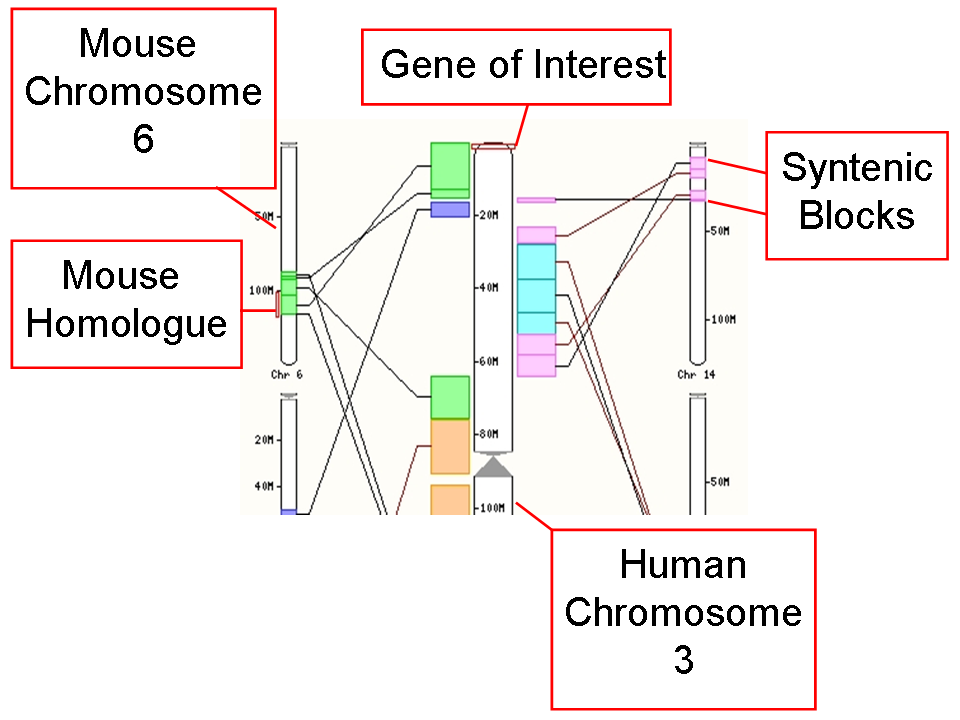 Mouse
Chromosome
6
Gene of Interest
Syntenic
Blocks
Mouse
Homologue
50M
100M
Chr 6
20M
40M
20M
40M
60M
80M
100M
50M
100M
Chr 14
50M
Human
Chromosome
3